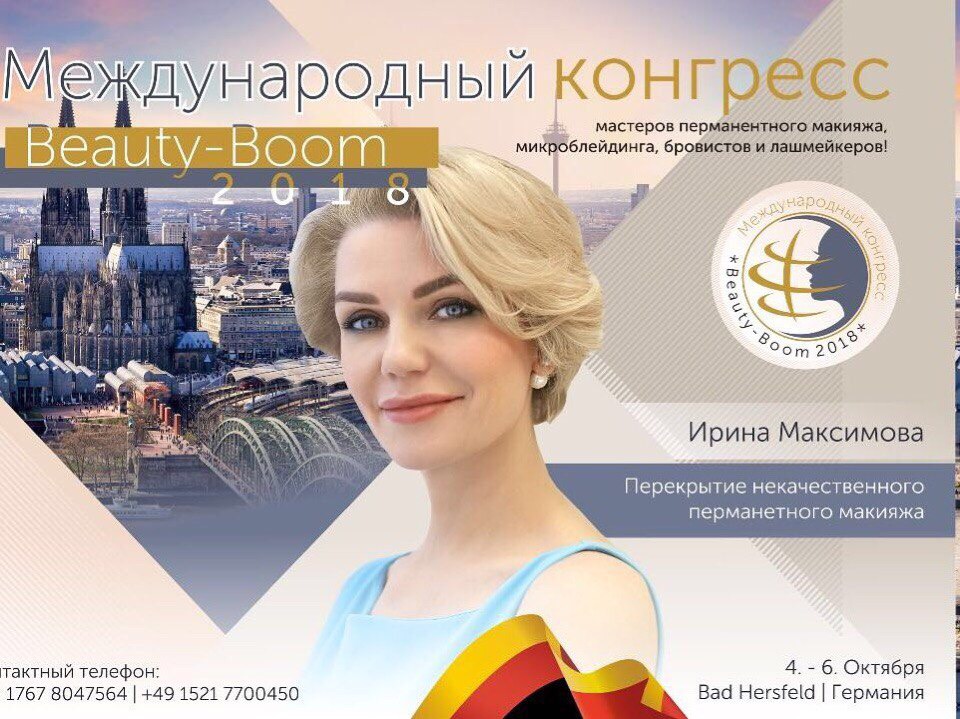 Международный конгресс
Beauty-Boom
2018
мастеров перманентного макияжа,
микроблейдинга, бровистов и лашмейкеров!
Международный конгресс
*Beauty-Boom 2018*
Ирина Максимова
Перекрытие некачественного
перманетного макияжа
тактный телефон:
1767 8047564 | +49 1521 7700450
4. - 6. Октября
Bad Hersfeld | Германия